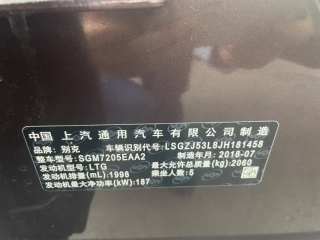 中国 上汽通用汽车有限公司 制造
品牌：别克 车辆识别代号：LSGZJ53L8JH181458
整车型号：SGM7205EAA2 制造年月：2018-07
发动机型号：LTG 最大允许总质量(kg)：2060
发动机排量(mL)：1998 乘坐人数：5
发动机最大净功率(kW)：187